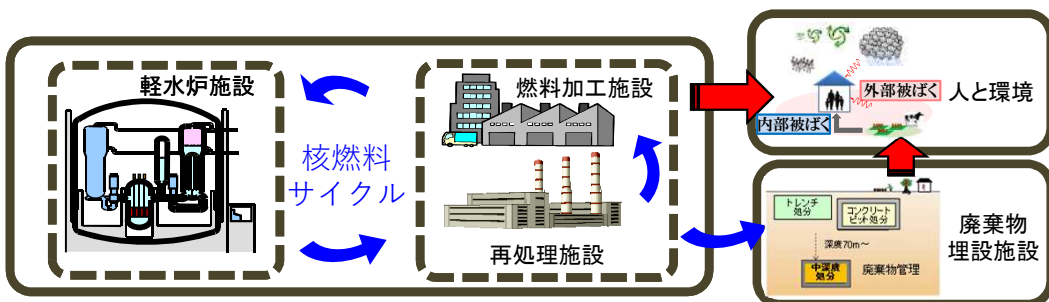 軽水炉施設
核燃料
サイクル
燃料加工施設
再処理施設
外部被ばく
内部被ばく
人と環境
トレンチ
処分
コンクリート
ピット処分
深度70m~
中深度
処分
廃棄物管理
廃棄物
埋設施設